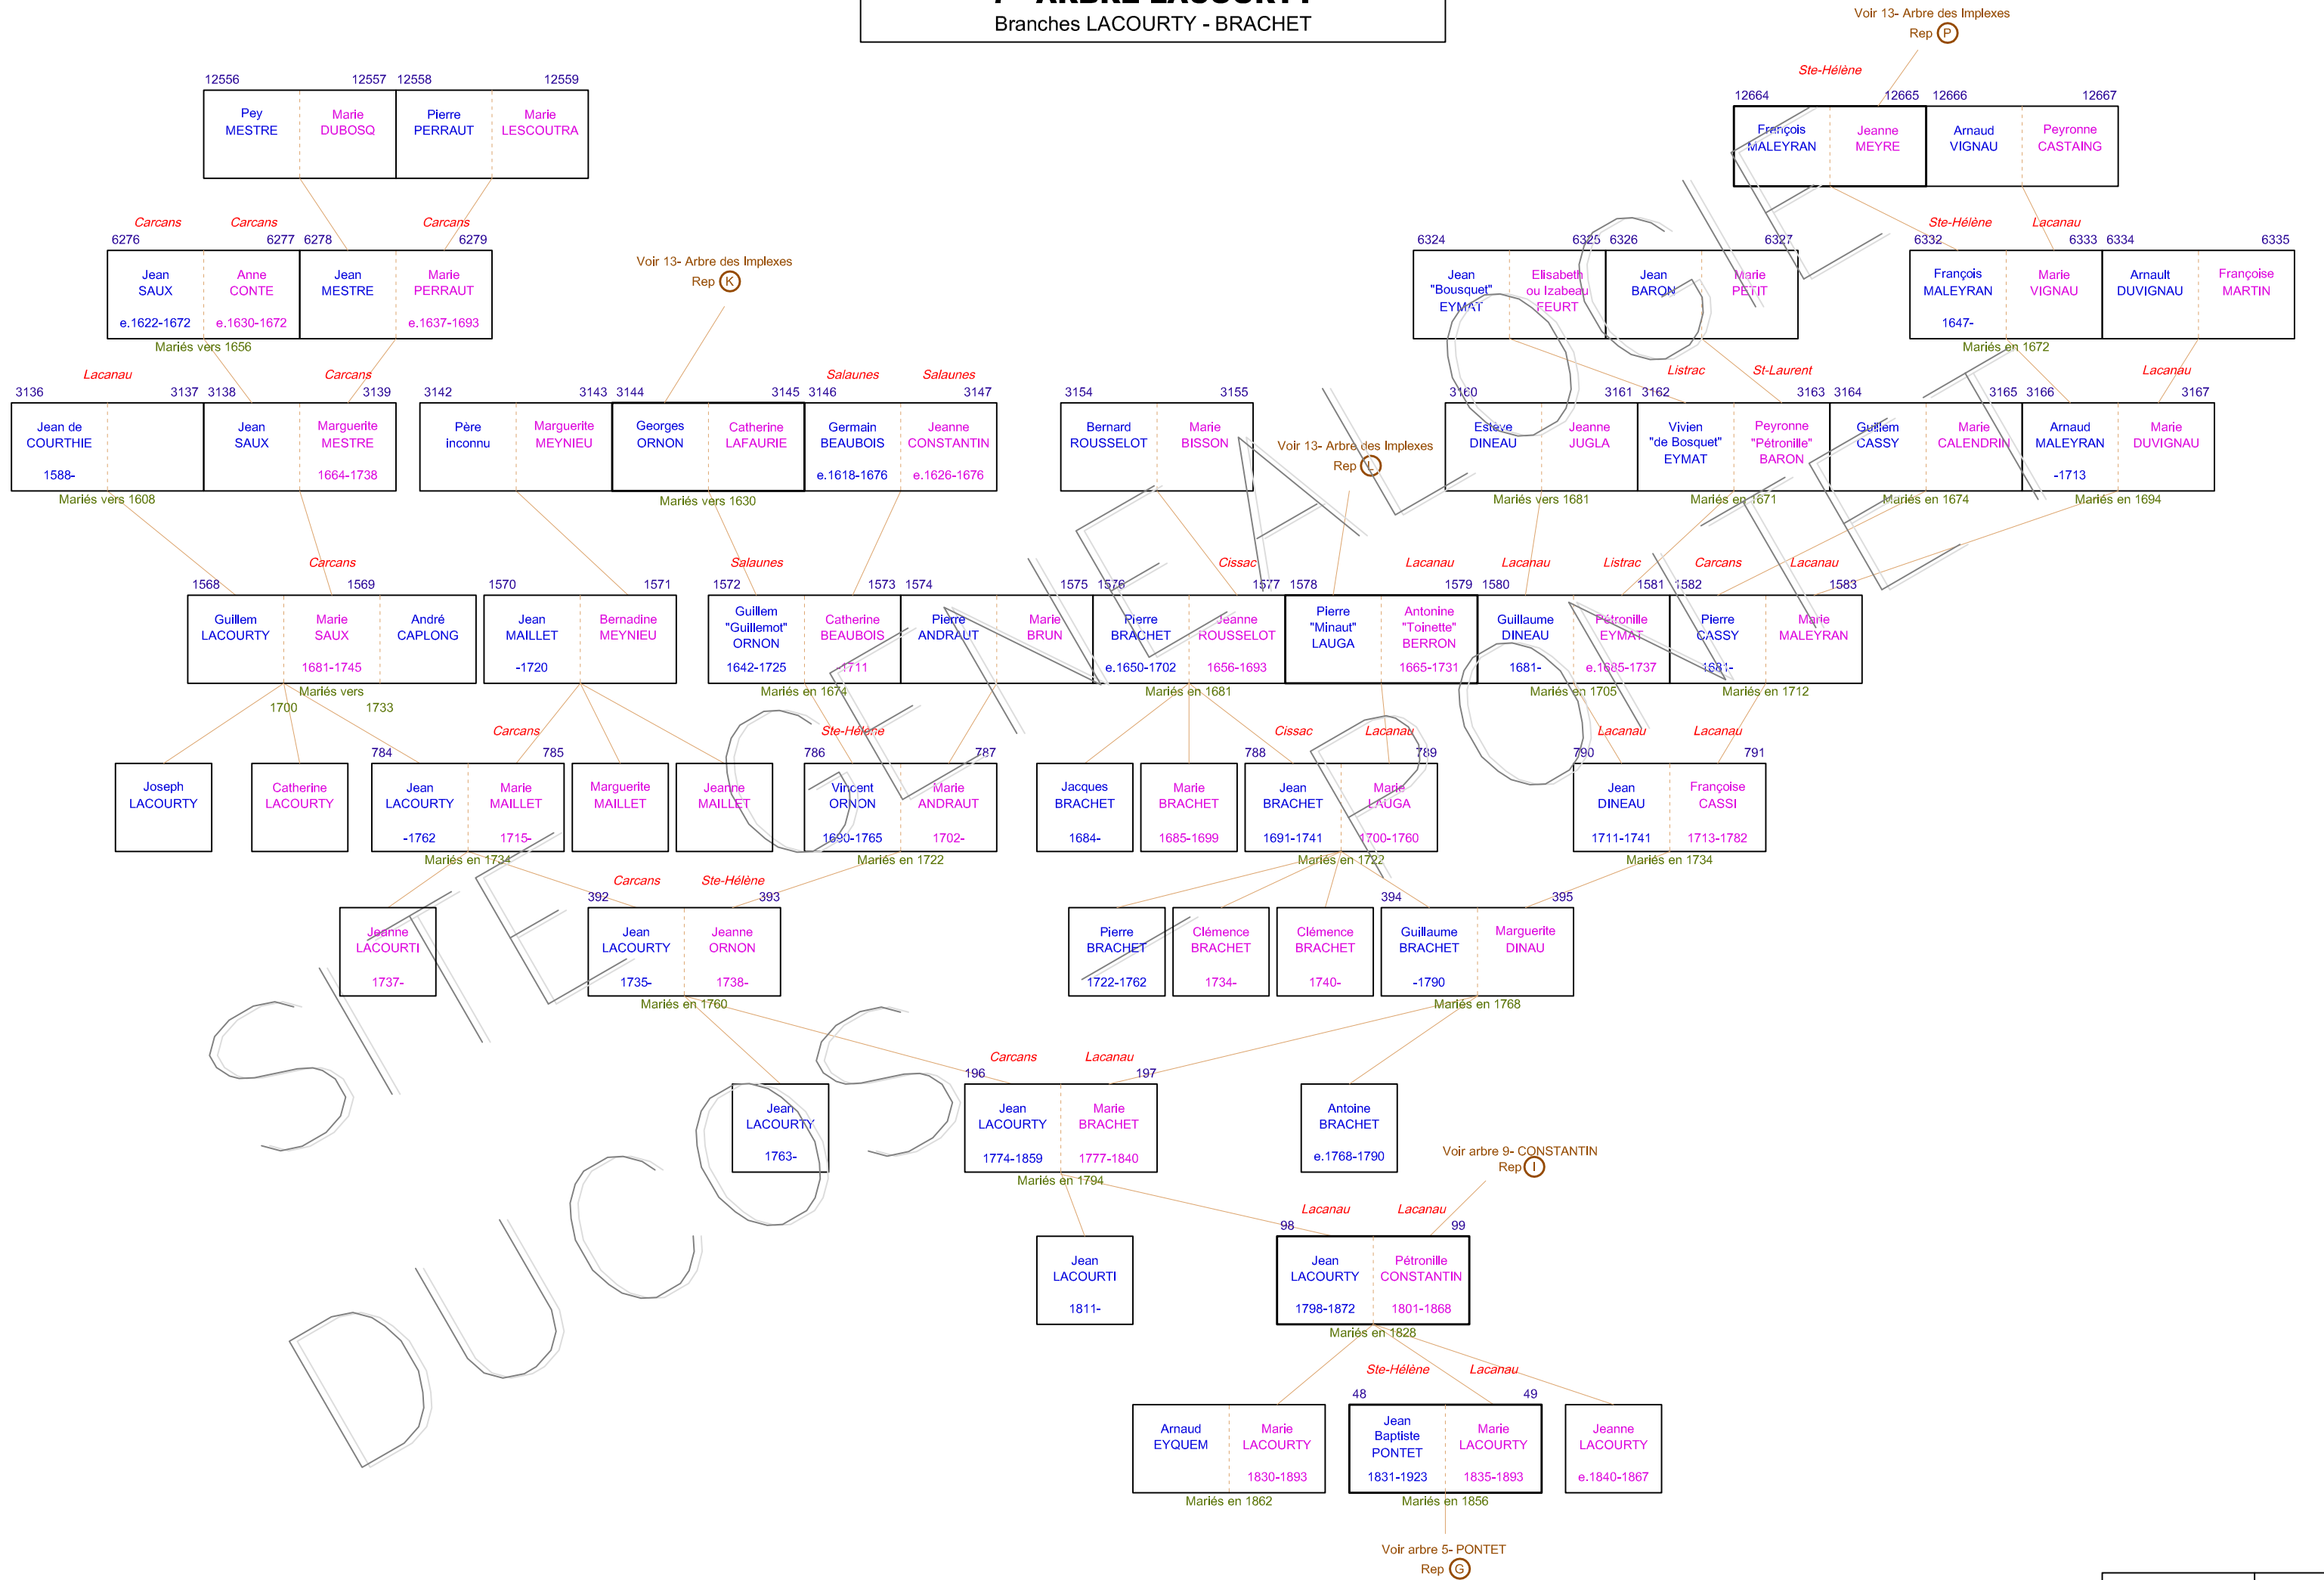 7- ARBRE LACOURTY
Branches LACOURTY - BRACHET
Voir 13- Arbre des Implexes
Rep P
Ste-Hélène
12556 12557 12558 12559
Pey
MESTRE
Marie
DUBOSQ
Pierre
PERRAUT
Marie
LESCOUTRA
12664 12665 12666 12667
François
MALEYRAN
Jeanne
MEYRE
Arnaud
VIGNAU
Peyronne
CASTAING
Carcans Carcans Carcans
6276 6277 6278 6279
Jean
SAUX
e.1622-1672
Anne
CONTE
e.1630-1672
Jean
MESTRE
Marie
PERRAUT
e.1637-1693
Mariés vers 1656
Voir 13- Arbre des Implexes
Rep K
6324 6325 6326 6327
Jean
"Bousquet"
EYMAT
Elisabeth
ou Izabeau
FEURT
Jean
BARON
Marie
PETIT
Ste-Hélène Lacanau
6332 6333 6334 6335
François
MALEYRAN
1647-
Marie
VIGNAU
Arnault
DUVIGNAU
Françoise
MARTIN
Mariés en 1672
Lacanau Carcans
3136 3137 3138 3139
Jean de
COURTHIE
1588-
Jean
SAUX
Marguerite
MESTRE
1664-1738
Mariés vers 1608
Salaunes Salaunes
3142 3143 3144 3145 3146 3147
Père
inconnu
Marguerite
MEYNIEU
Georges
ORNON
Catherine
LAFAURIE
Germain
BEAUBOIS
e.1618-1676
Jeanne
CONSTANTIN
e.1626-1676
Mariés vers 1630
3154 3155
Bernard
ROUSSELOT
Marie
BISSON
Voir 13- Arbre des Implexes
Rep L
Listrac St-Laurent Lacanau
3160 3161 3162 3163 3164 3165 3166 3167
Estève
DINEAU
Jeanne
JUGLA
Vivien
"de Bosquet"
EYMAT
Peyronne
"Pétronille"
BARON
Guillem
CASSY
Marie
CALENDRIN
Arnaud
MALEYRAN
-1713
Marie
DUVIGNAU
Mariés vers 1681 Mariés en 1671 Mariés en 1674 Mariés en 1694
Carcans Salaunes Cissac Lacanau Lacanau Listrac Carcans Lacanau
1568 1569 1570 1571 1572 1573 1574 1575 1576 1577 1578 1579 1580 1581 1582 1583
Guillem
LACOURTY
Marie
SAUX
1681-1745
André
CAPLONG
Jean
MAILLET
-1720
Bernadine
MEYNIEU
Guillem
"Guillemot"
ORNON
1642-1725
Catherine
BEAUBOIS
-1711
Pierre
ANDRAUT
Marie
BRUN
Pierre
BRACHET
e.1650-1702
Jeanne
ROUSSELOT
1656-1693
Pierre
"Minaut"
LAUGA
Antonine
"Toinette"
BERRON
1665-1731
Guillaume
DINEAU
1681-
Pétronille
EYMAT
e.1685-1737
Pierre
CASSY
1681-
Marie
MALEYRAN
Mariés vers
1700 1733
Mariés en 1674 Mariés en 1681 Mariés en 1705 Mariés en 1712
Carcans Ste-Hélène Cissac Lacanau Lacanau Lacanau
784 785 786 787 788 789 790 791
Joseph
LACOURTY
Catherine
LACOURTY
Jean
LACOURTY
-1762
Marie
MAILLET
1715-
Marguerite
MAILLET
Jeanne
MAILLET
Vincent
ORNON
1690-1765
Marie
ANDRAUT
1702-
Jacques
BRACHET
1684-
Marie
BRACHET
1685-1699
Jean
BRACHET
1691-1741
Marie
LAUGA
1700-1760
Jean
DINEAU
1711-1741
Françoise
CASSI
1713-1782
Mariés en 1734 Mariés en 1722 Mariés en 1722 Mariés en 1734
Carcans Ste-Hélène
392 393 394 395
Jeanne
LACOURTI
1737-
Jean
LACOURTY
1735-
Jeanne
ORNON
1738-
Pierre
BRACHET
1722-1762
Clémence
BRACHET
1734-
Clémence
BRACHET
1740-
Guillaume
BRACHET
-1790
Marguerite
DINAU
Mariés en 1760 Mariés en 1768
Carcans Lacanau
196 197
Jean
LACOURTY
1763-
Jean
LACOURTY
1774-1859
Marie
BRACHET
1777-1840
Antoine
BRACHET
e.1768-1790
Mariés en 1794
Voir arbre 9- CONSTANTIN
Rep I
Lacanau Lacanau
98 99
Jean
LACOURTI
1811-
Jean
LACOURTY
1798-1872
Pétronille
CONSTANTIN
1801-1868
Mariés en 1828
Ste-Hélène Lacanau
48 49
Arnaud
EYQUEM
Marie
LACOURTY
1830-1893
Jean
Baptiste
PONTET
1831-1923
Marie
LACOURTY
1835-1893
Jeanne
LACOURTY
e.1840-1867
Mariés en 1862 Mariés en 1856
Voir arbre 5- PONTET
Rep G
SITE GENEALOGIE
DUCOS PONTET